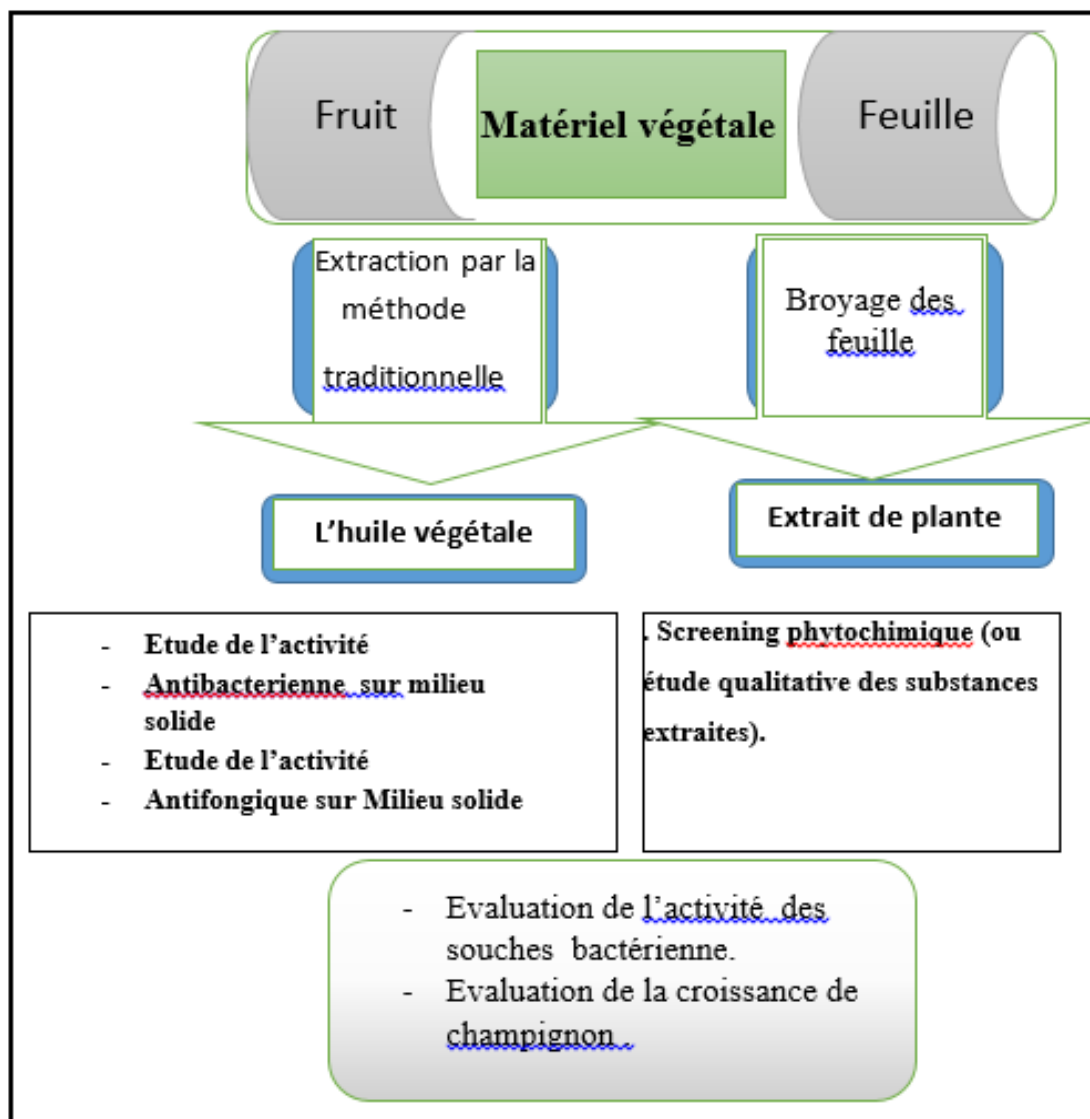 Fruit
Matériel végétale
Feuille
Extraction par la
méthode
traditionnelle
Broyage des
feuille
L’huile végétale
Extrait de plante
- Etude de l’activité
- Antibacterienne sur milieu
solide
- Etude de l’activité
- Antifongique sur Milieu solide
. Screening phytochimique (ou
étude qualitative des substances
extraites).
- Evaluation de l’activité des
souches bactérienne.
- Evaluation de la croissance de
champignon .